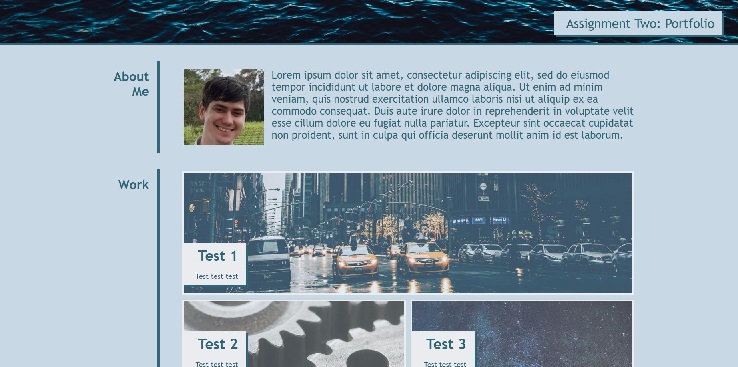 Assignment Two: Portfolio
About
Me
Lorem ipsum dolor sit amet, consectetur adipiscing elit, sed do eiusmod
tempor incididunt ut labore et dolore magna aliqua. Ut enim ad minim
veniam, quis nostrud exercitation ullamco laboris nisi ut aliquip ex ea
commodo consequat. Duis aute irure dolor in reprehenderit in voluptate velit
esse cillum dolore eu fugiat nulla pariatur. Excepteur sint occaecat cupidatat
non proident, sunt in culpa qui officia deserunt mollit anim id est laborum.
Work
Test 1
Test test test
Test 2
Test test test
Test 3
Test test test